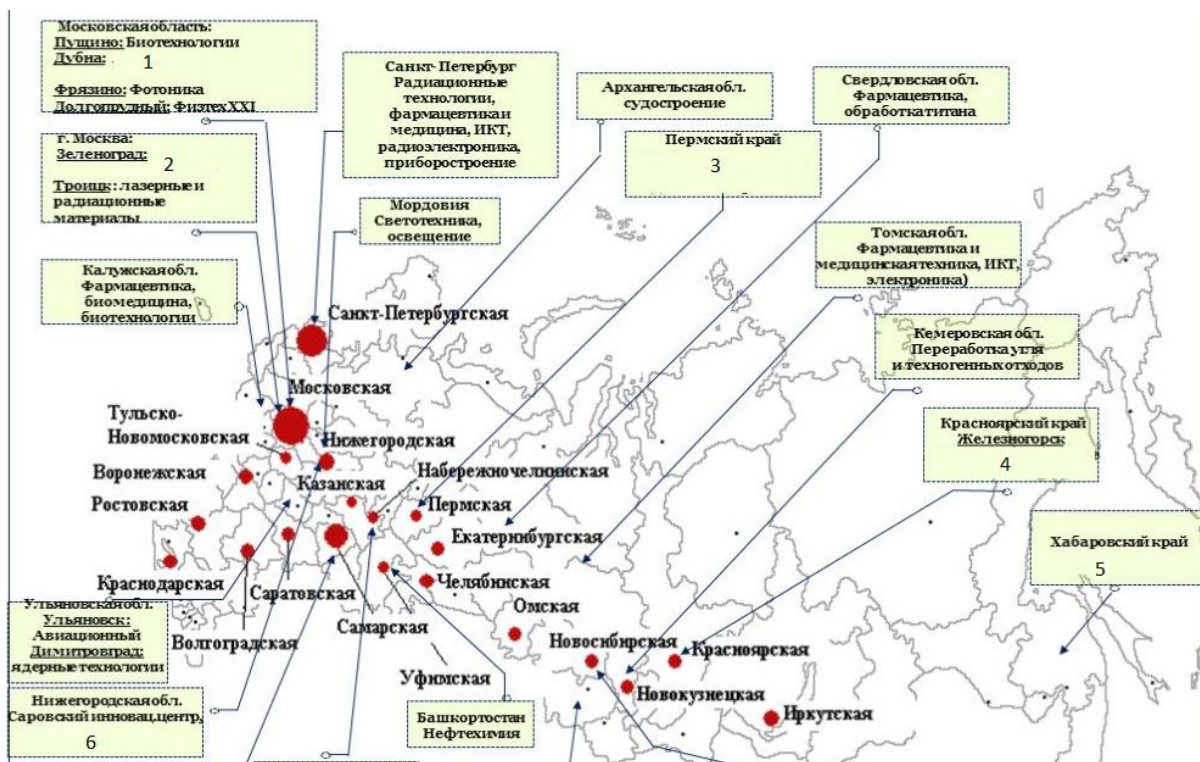 Московская область:
Пущино: Биотехнологии
Дубна: .
1
Фрязино: Фотоника
Долгопрудный: Физтех XXI
г. Москва:
Зеленоград:
2
Троицк: лазерные и
радиационные
материалы
Калужская обл.
Фармацевтика,
биомедицина,
биотехнологии
Санкт- Петербург
Радиационные
технологии,
фармацевтика и
медицина, ИКТ,
радиоэлектроника,
приборостроение
Мордовия
Светотехника,
освещение
Архангельская обл.
судостроение
Пермский край
3
Свердловская обл.
Фармацевтика,
обработка титана
Томская обл.
Фармацевтика и
медицинская техника, ИКТ,
электроника)
Кемеровская обл.
Переработка угля
и техногенных отходов
Красноярский край
Железногорск
4
Хабаровский край
5
Санкт-Петербургская
Московская
Тульско-
Новомосковская
Нижегородская
Воронежская
Казанская
Набережночелнинская
Ростовская
Пермская
Екатеринбургская
Краснодарская
Саратовская
Челябинская
Волгоградская
Самарская
Омская
Уфимская
Новосибирская
Красноярская
Новокузнецкая
Иркутская
Ульяновская обл.
Ульяновск:
Авиационный
Димитровград:
ядерные технологии
Нижегородская обл.
Саровский инновац.центр,
6
Башкортостан
Нефтехимия